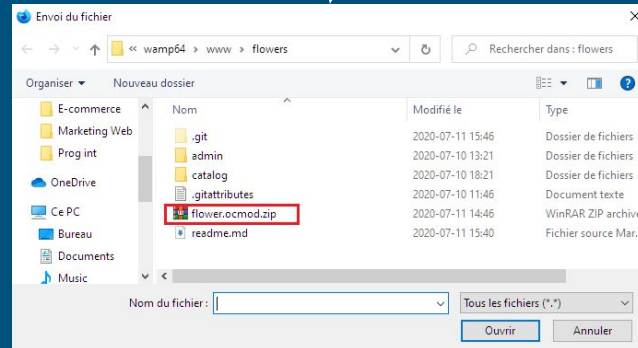 Envoi du fichier
« wamp64 › www › flowers
Rechercher dans : flowers
Organiser
Nouveau dossier
Nom
Modifié le
Type
E-commerce
Marketing Web
Prog int
OneDrive
Ce PC
Bureau
Documents
Music
.git 2020-07-11 15:46 Dossier de fichiers
admin 2020-07-10 13:21 Dossier de fichiers
catalog 2020-07-10 18:21 Dossier de fichiers
.gitattributes 2020-07-10 11:46 Document texte
flower.ocmod.zip 2020-07-11 14:46 WinRAR ZIP archive
readme.md 2020-07-11 15:40 Fichier source Mar.
Nom du fichier :
Tous les fichiers (*.*)
Ouvrir
Annuler